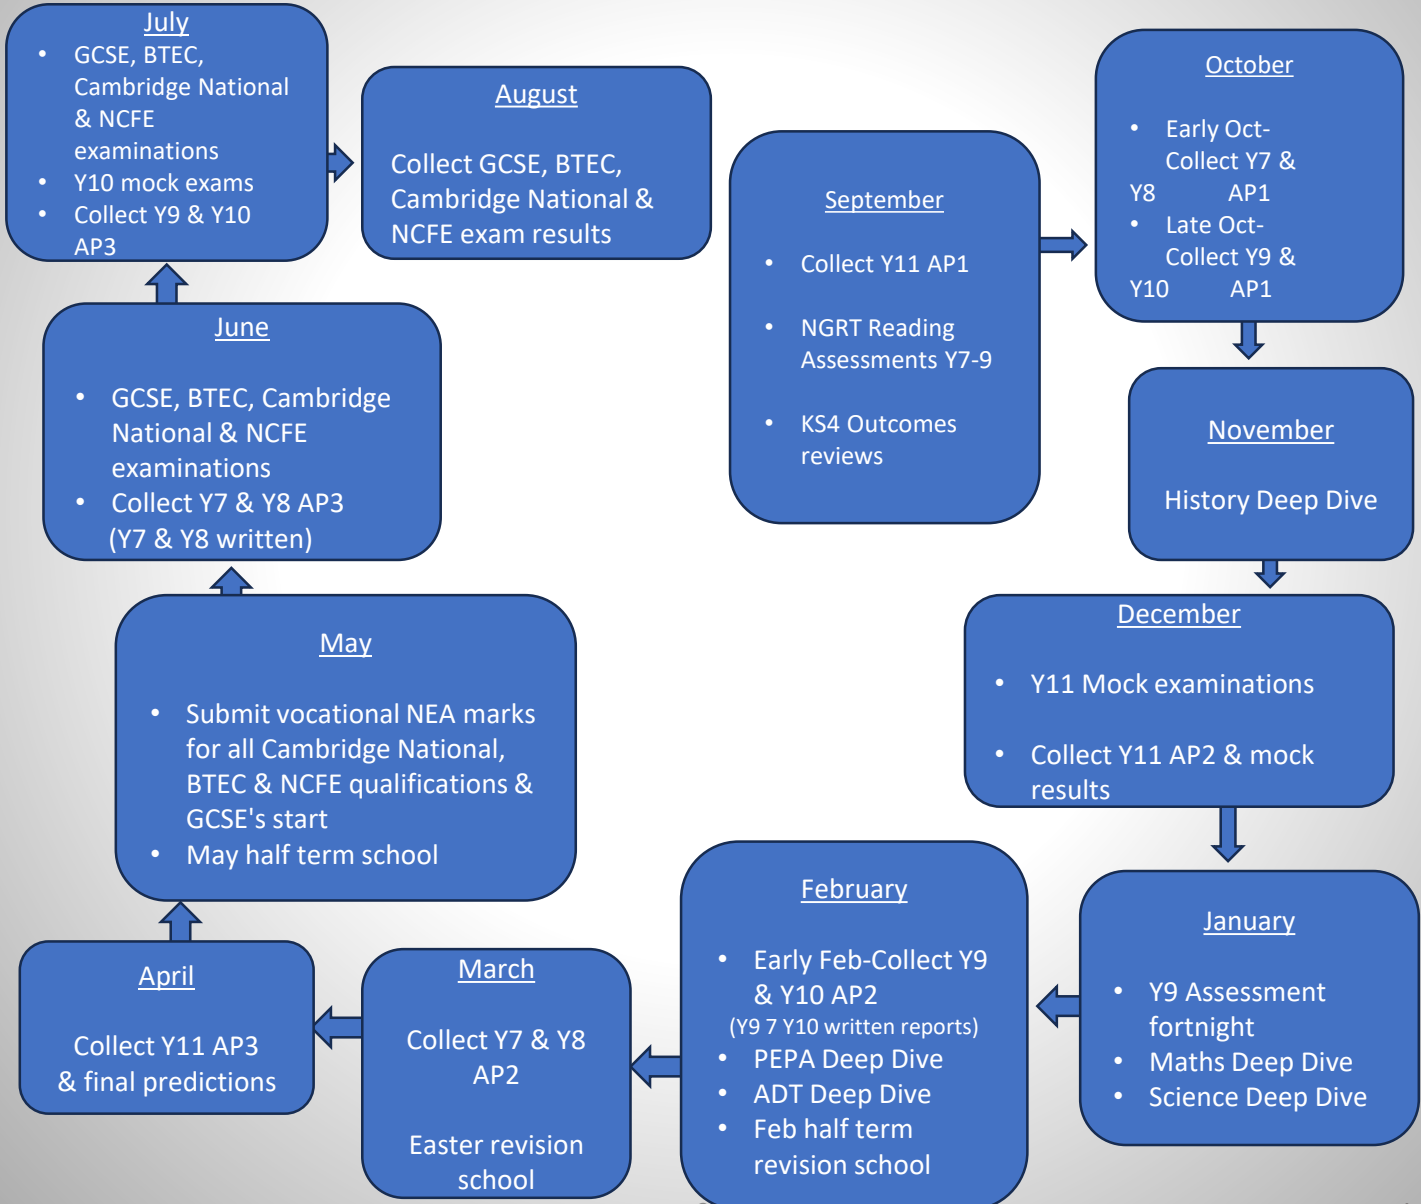 July
• GCSE, BTEC,
Cambridge National
& NCFE
examinations
• Y10 mock exams
• Collect Y9 & Y10
AP3
August
Collect GCSE, BTEC,
Cambridge National &
NCFE exam results
September
• Collect Y11 AP1
• NGRT Reading
Assessments Y7-9
• KS4 Outcomes
reviews
October
• Early Oct-
Collect Y7 &
Y8 AP1
• Late Oct-
Collect Y9 &
Y10 AP1
November
History Deep Dive
December
• Y11 Mock examinations
• Collect Y11 AP2 & mock
results
January
• Y9 Assessment
fortnight
• Maths Deep Dive
• Science Deep Dive
February
• Early Feb-Collect Y9
& Y10 AP2
(Y9 7 Y10 written reports)
• PEPA Deep Dive
• ADT Deep Dive
• Feb half term
revision school
March
Collect Y7 & Y8
AP2
Easter revision
school
April
Collect Y11 AP3
& final predictions
May
• Submit vocational NEA marks
for all Cambridge National,
BTEC & NCFE qualifications &
GCSE's start
• May half term school
June
• GCSE, BTEC, Cambridge
National & NCFE
examinations
• Collect Y7 & Y8 AP3
(Y7 & Y8 written)